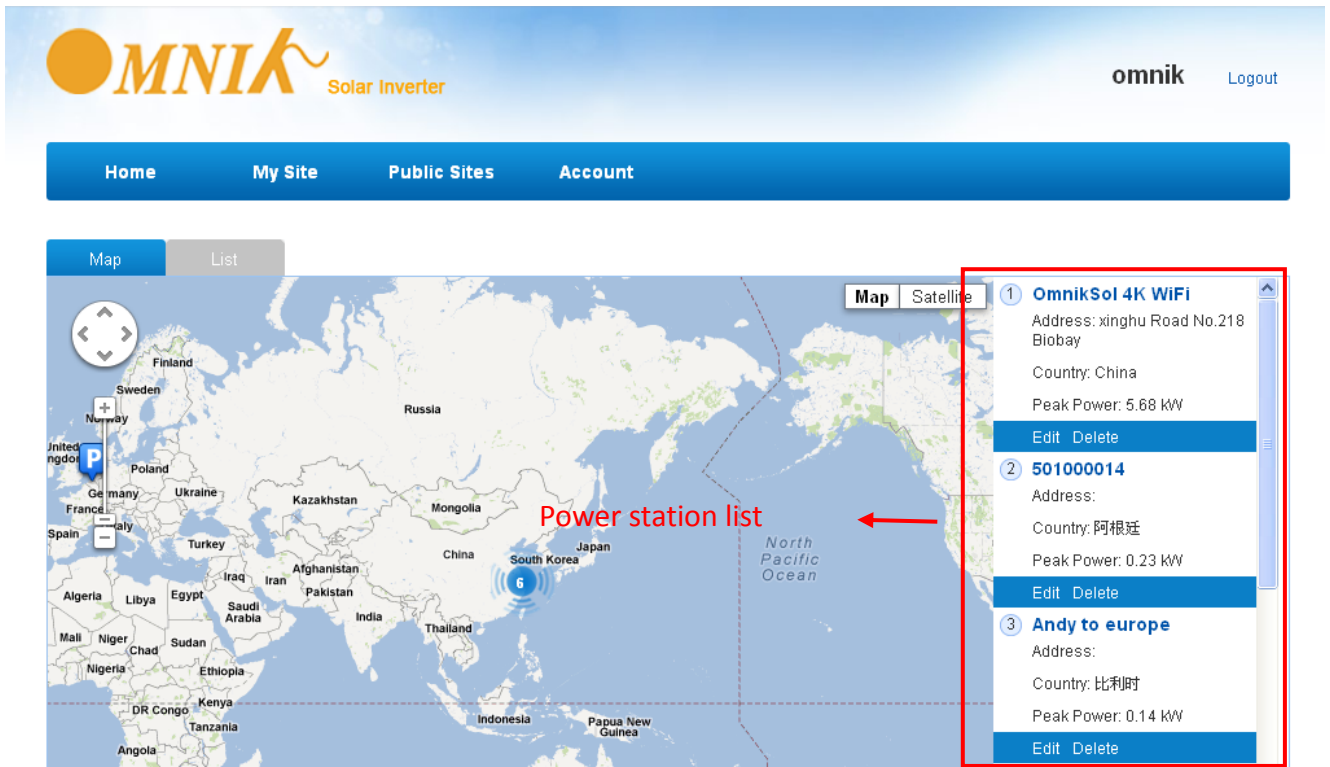 OMNIK Solar Inverter
omnik Logout
Home My Site Public Sites Account
Map List
Map Satellite
Finland
Sweden
Norway
Russia
United
ngdom
P
Poland
Germany
Ukraine
France
Kazakhstan
Mongolia
Spain
Italy
Turkey
China
South Korea
Japan
Afghanistan
Iraq
Iran
Pakistan
6
Algeria
Libya
Egypt
Saudi
Arabia
India
Thailand
Mali
Niger
Chad
Sudan
Nigeria
Ethiopia
DR Congo
Kenya
Tanzania
Indonesia
Papua New
Guinea
Angola
North
Pacific
Ocean
Power station list
1 OmnikSol 4K WiFi
Address: xinghu Road No.218
Biobay
Country: China
Peak Power: 5.68 kW
Edit Delete
2 501000014
Address:
Country: 阿根廷
Peak Power: 0.23 kW
Edit Delete
3 Andy to europe
Address:
Country: 比利时
Peak Power: 0.14 kW
Edit Delete